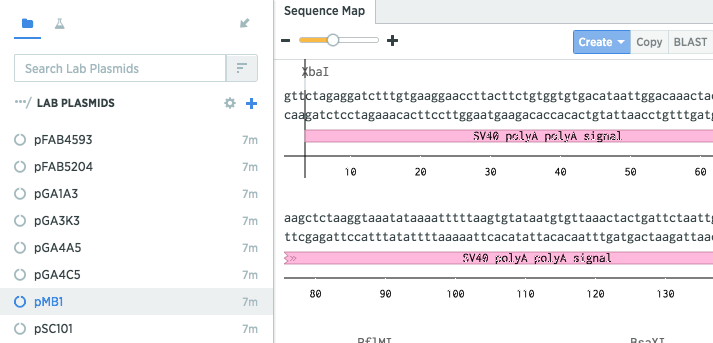 Sequence Map
Search Lab Plasmids
Create
Copy
BLAST
LAB PLASMIDS
pFAB4593 7m
pFAB5204 7m
pGA1A3 7m
pGA3K3 7m
pGA4A5 7m
pGA4C5 7m
pMB1 7m
pSC101 7m
XbaI
gttctagaggatctttgtgaaggaaccttacttctgtggtgtgacataattggacaaactac
caagatctcctagaaacacttccttggaatgaagacaccacactgtattaacctgtttgatg
SV40 polyA polyA signal
10 20 30 40 50 60
aagctctaaggtaaatataaaatttttaagtgtataatgtgttaaactactgattctaattg
ttcgagattccatttatattttaaaaattcacatattacacaatttgatgactaagattaac
SV40 polyA polyA signal
80 90 100 110 120 130
PflMI
BsaXI